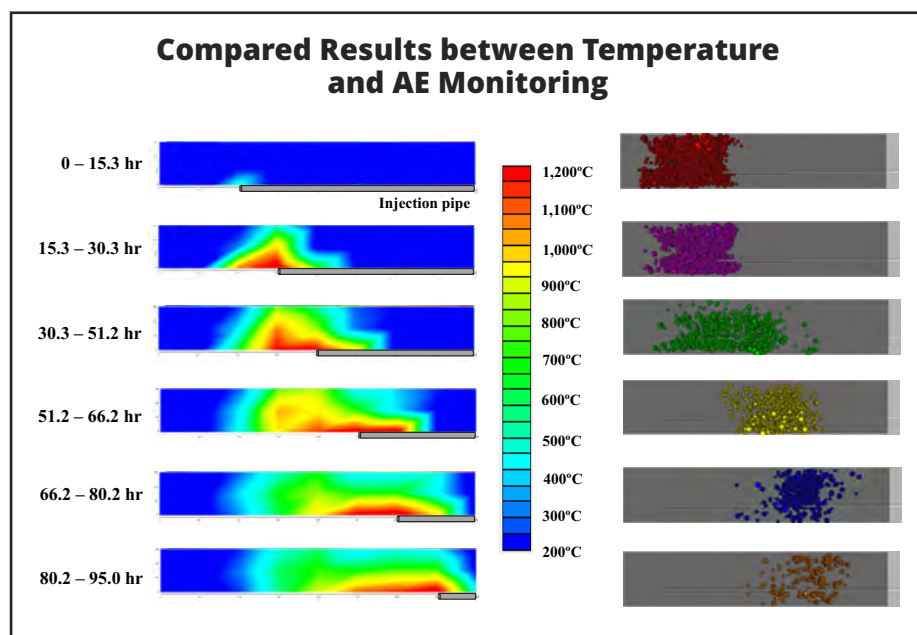 Compared Results between Temperature
and AE Monitoring
0 – 15.3 hr
Injection pipe
15.3 – 30.3 hr
30.3 – 51.2 hr
51.2 – 66.2 hr
66.2 – 80.2 hr
80.2 – 95.0 hr
1,200ºC
1,100ºC
1,000ºC
900ºC
800ºC
700ºC
600ºC
500ºC
400ºC
300ºC
200ºC